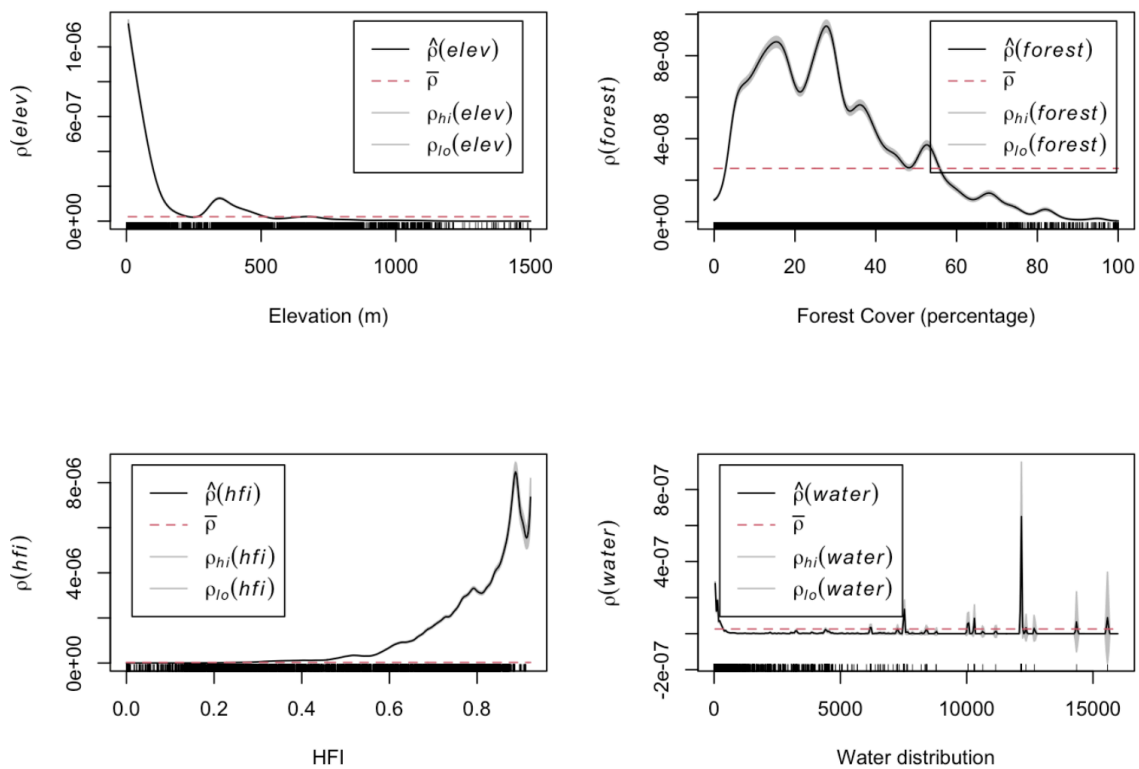 ρ(elev)
0e+00
6e-07
1e-06
ρ̂(elev)
ρ̄
ρhi(elev)
ρlo(elev)
0 500 1000 1500
Elevation (m)
ρ(forest)
0e+00
4e-08
8e-08
ρ̂(forest)
ρ̄
ρhi(forest)
ρlo(forest)
0 20 40 60 80 100
Forest Cover (percentage)
ρ(hfi)
0e+00
4e-06
8e-06
ρ̂(hfi)
ρ̄
ρhi(hfi)
ρlo(hfi)
0.0 0.2 0.4 0.6 0.8
HFI
ρ(water)
-2e-07
4e-07
8e-07
ρ̂(water)
ρ̄
ρhi(water)
ρlo(water)
0 5000 10000 15000
Water distribution